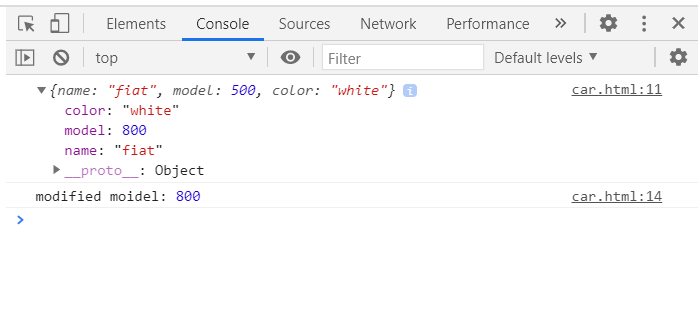 Elements Console Sources Network Performance »
top Filter Default levels
{name: "fiat", model: 500, color: "white"} i car.html:11
color: "white"
model: 800
name: "fiat"
__proto__: Object
modified moidel: 800 car.html:14
>